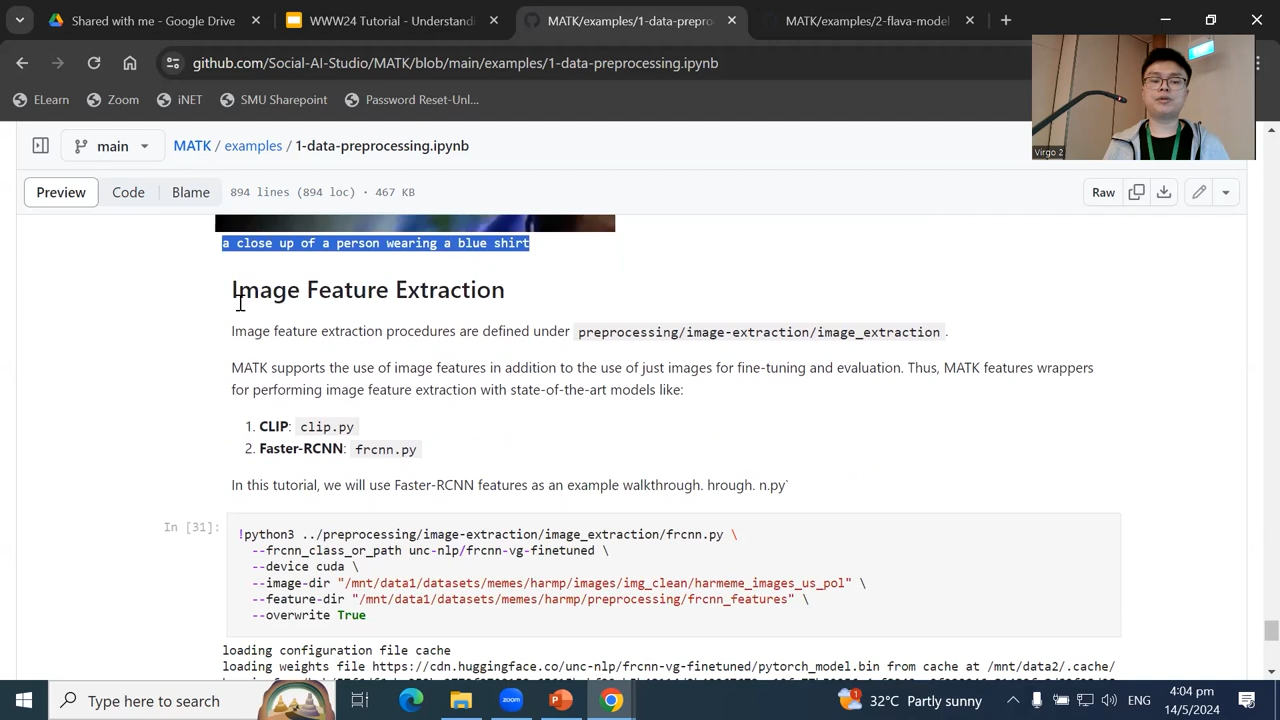 Shared with me - Google Drive
WWW24 Tutorial - Understandi
MATK/examples/1-data-prepro
MATK/examples/2-flava-model
github.com/Social-AI-Studio/MATK/blob/main/examples/1-data-preprocessing.ipynb
ELearn
Zoom
iNET
SMU Sharepoint
Password Reset-Unl...
Virgo 2
main
MATK / examples / 1-data-preprocessing.ipynb
Preview
Code
Blame
894 lines (894 loc) · 467 KB
Raw
a close up of a person wearing a blue shirt
Image Feature Extraction
Image feature extraction procedures are defined under preprocessing/image-extraction/image_extraction .
MATK supports the use of image features in addition to the use of just images for fine-tuning and evaluation. Thus, MATK features wrappers
for performing image feature extraction with state-of-the-art models like:
1. CLIP: clip.py
2. Faster-RCNN: frcnn.py
In this tutorial, we will use Faster-RCNN features as an example walkthrough. hrough. n.py`
In [31]:
!python3 ../preprocessing/image-extraction/image_extraction/frcnn.py \
--frcnn_class_or_path unc-nlp/frcnn-vg-finetuned \
--device cuda \
--image-dir "/mnt/data1/datasets/memes/harmp/images/img_clean/harmeme_images_us_pol" \
--feature-dir "/mnt/data1/datasets/memes/harmp/preprocessing/frcnn_features" \
--overwrite True
loading configuration file cache
loading weights file https://cdn.huggingface.co/unc-nlp/frcnn-vg-finetuned/pytorch_model.bin from cache at /mnt/data2/.cache/
Type here to search
1
32°C Partly sunny
ENG
4:04 pm
14/5/2024